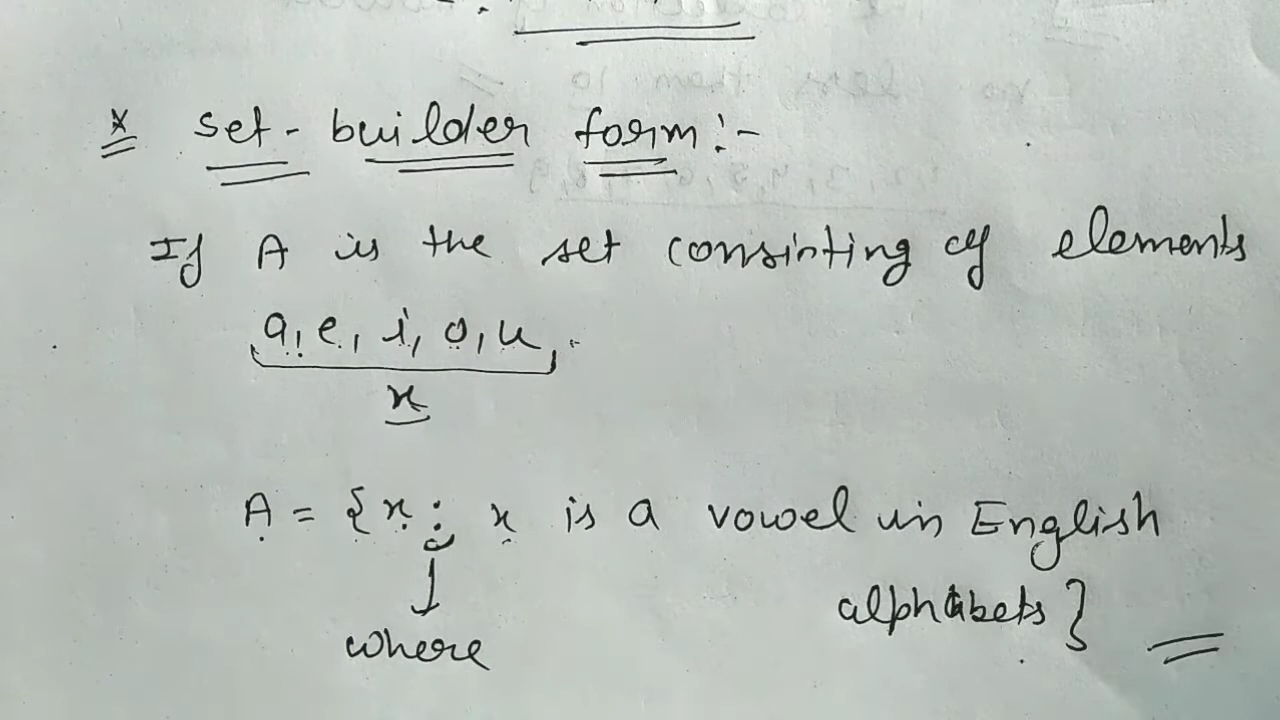 * set-builder form:-
If A is the set consisting of elements
a, e, i, o, u,
x
A = {x : x is a vowel in English
alphabets}
where